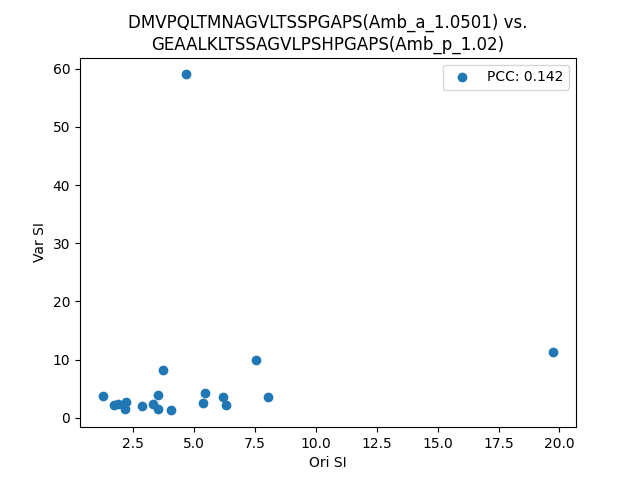 DMVPQLTMNAGVLTSSPGAPS(Amb_a_1.0501) vs.
GEAALKLTSSAGVLPSHPGAPS(Amb_p_1.02)
PCC: 0.142
60
50
40
30
20
10
0
Var SI
2.5 5.0 7.5 10.0 12.5 15.0 17.5 20.0
Ori SI